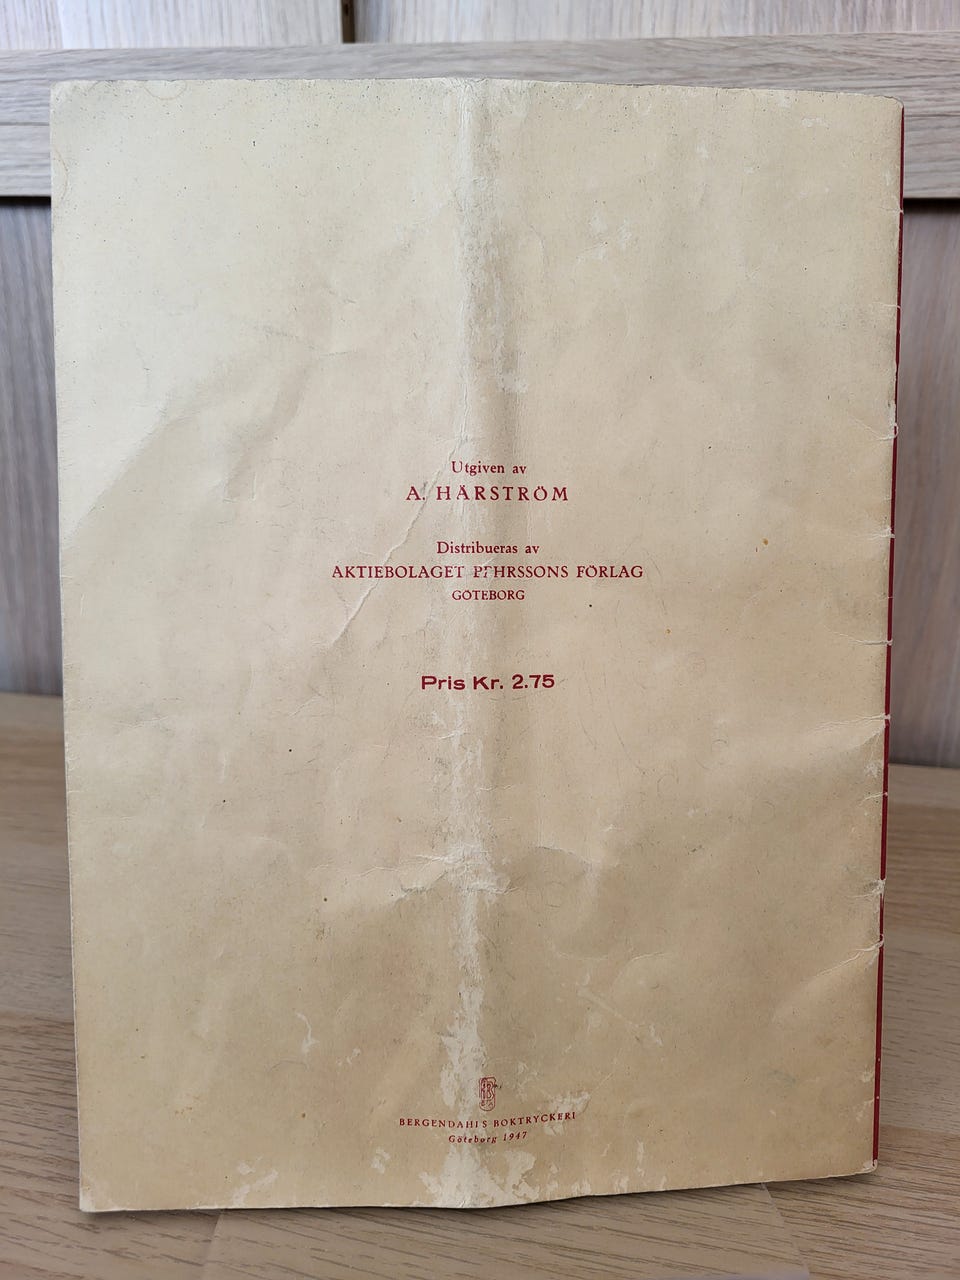 Utgiven av
A. HÄRSTRÖM
Distribueras av
AKTIEBOLAGET PEHRSSONS FÖRLAG
GÖTEBORG
Pris Kr. 2.75
BERGENDAHLS BOKTRYCKERI
Göteborg 1947